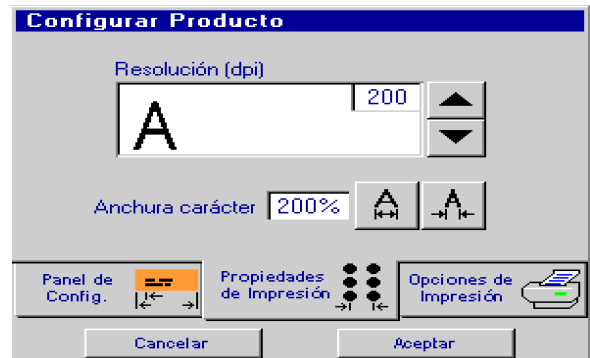 Configurar Producto
Resolución (dpi)
200
A
Anchura carácter 200% A A
Panel de
Config.
Propiedades
de Impresión
Opciones de
Impresión
Cancelar
Aceptar